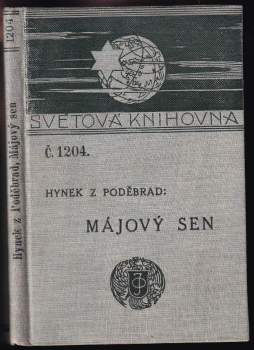 SVĚTOVÁ KNIHOVNA
Č. 1204.
HYNEK Z PODĚBRAD:
MÁJOVÝ SEN
Hynek z Poděbrad, Májový sen
1204